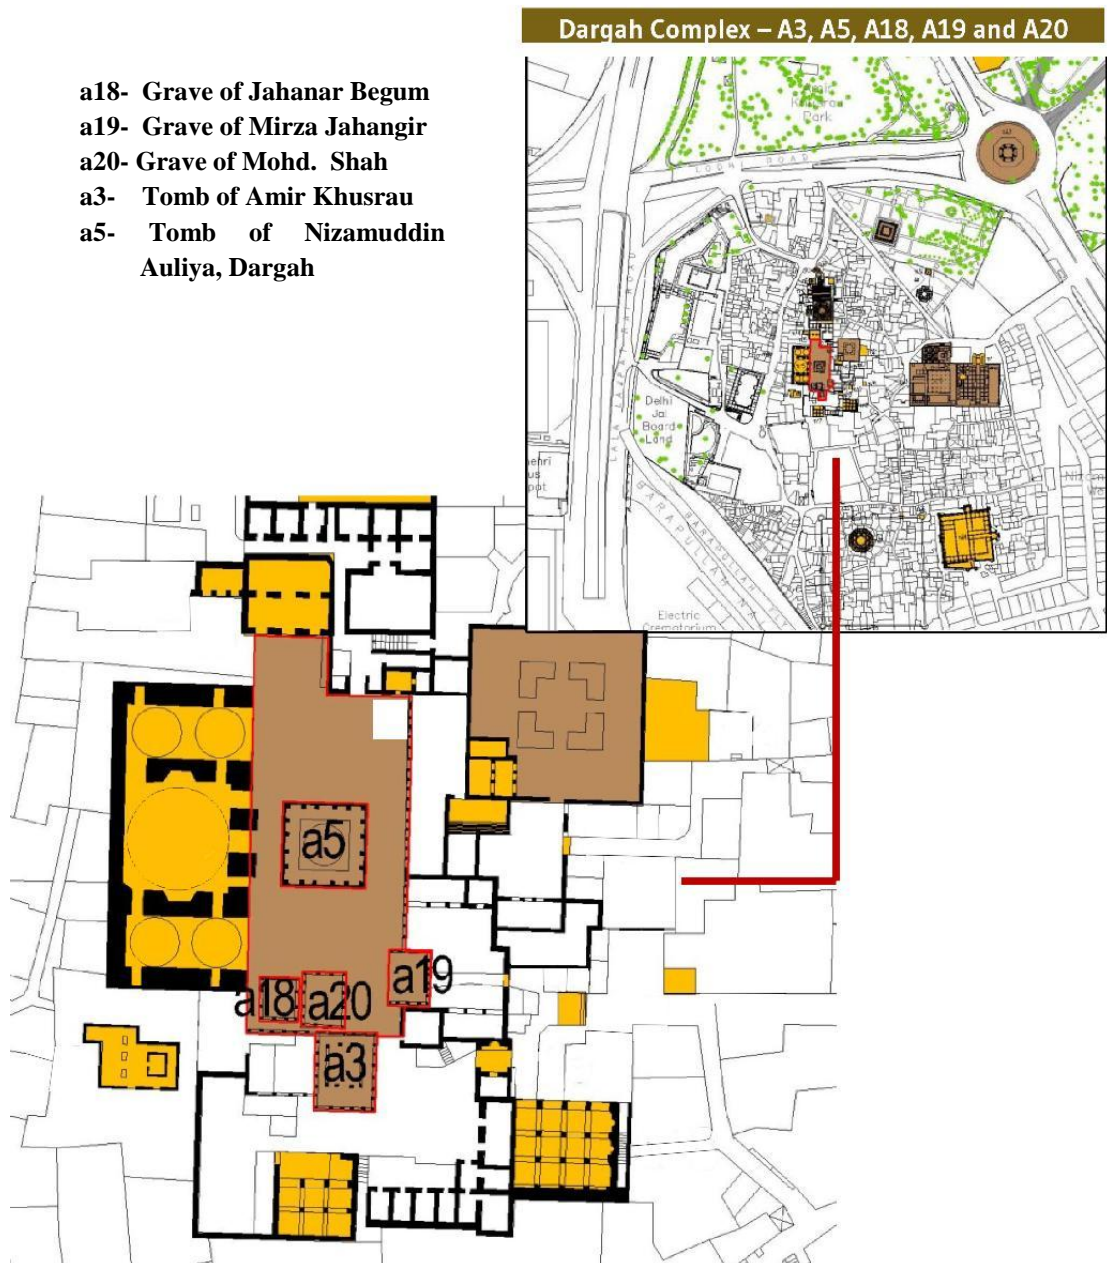 Dargah Complex – A3, A5, A18, A19 and A20
a18- Grave of Jahanar Begum
a19- Grave of Mirza Jahangir
a20- Grave of Mohd. Shah
a3- Tomb of Amir Khusrau
a5- Tomb of Nizamuddin
Auliya, Dargah
Park
LODHI ROAD
Delhi
Jal
Board
Land
Electric
Crematorium
a5
a19
a18
a20
a3